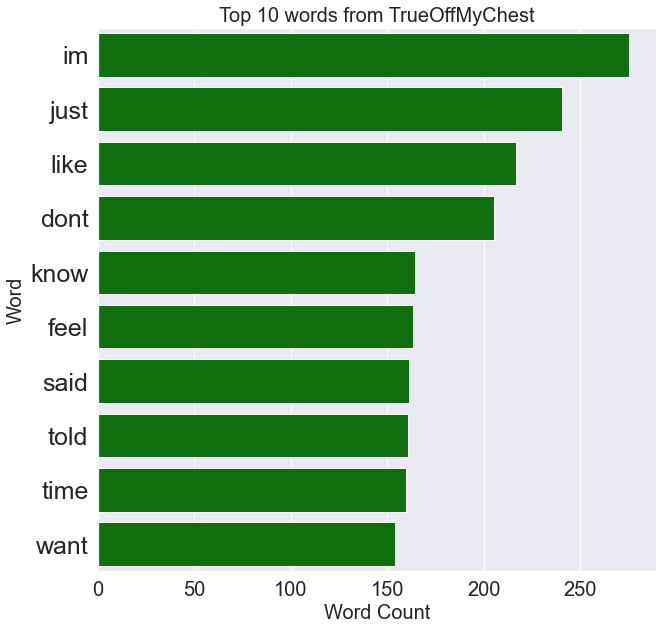 Top 10 words from TrueOffMyChest
im
just
like
dont
know
feel
said
told
time
want
Word
0 50 100 150 200 250
Word Count